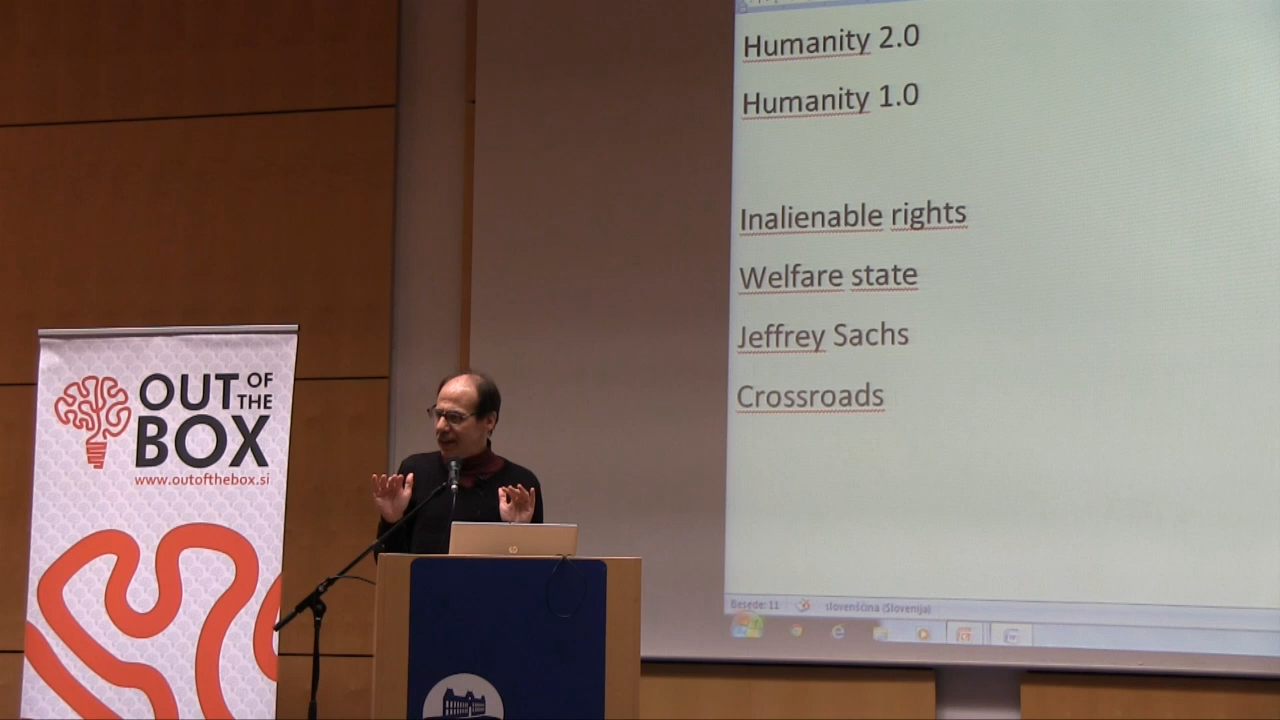 OUT OF THE BOX
www.outofthebox.si
Humanity 2.0
Humanity 1.0
Inalienable rights
Welfare state
Jeffrey Sachs
Crossroads
Besede: 11
slovenščina (Slovenija)
hp